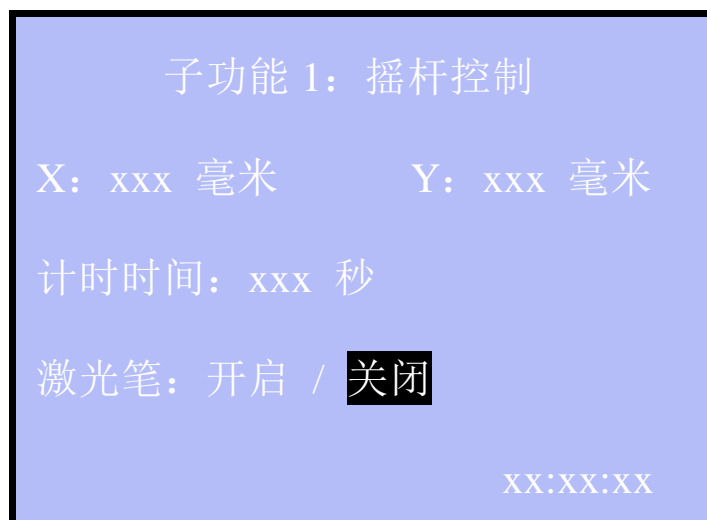 子功能 1：摇杆控制
X：xxx 毫米 Y：xxx 毫米
计时时间：xxx 秒
激光笔：开启 / 关闭
xx:xx:xx